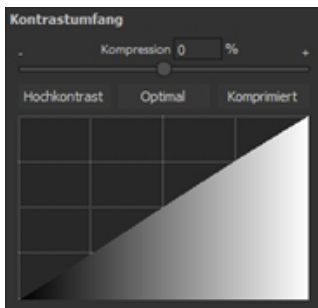 Kontrastumfang
- Kompression 0 % +
Hochkontrast Optimal Komprimiert